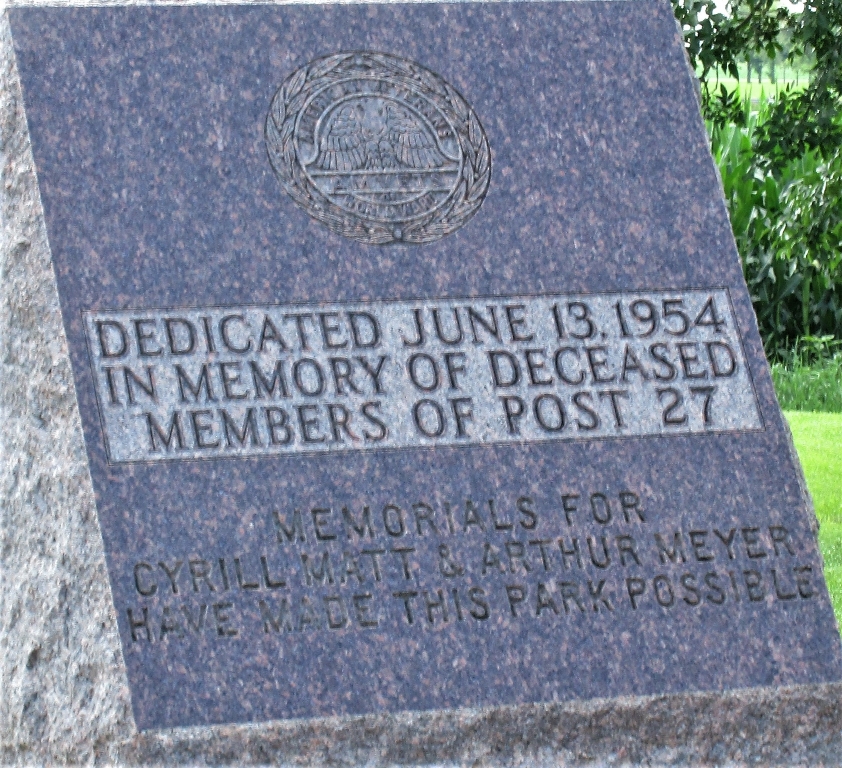 DEDICATED JUNE 13, 1954
IN MEMORY OF DECEASED
MEMBERS OF POST 27
MEMORIALS FOR
CYRILL MATT & ARTHUR MEYER
HAVE MADE THIS PARK POSSIBLE